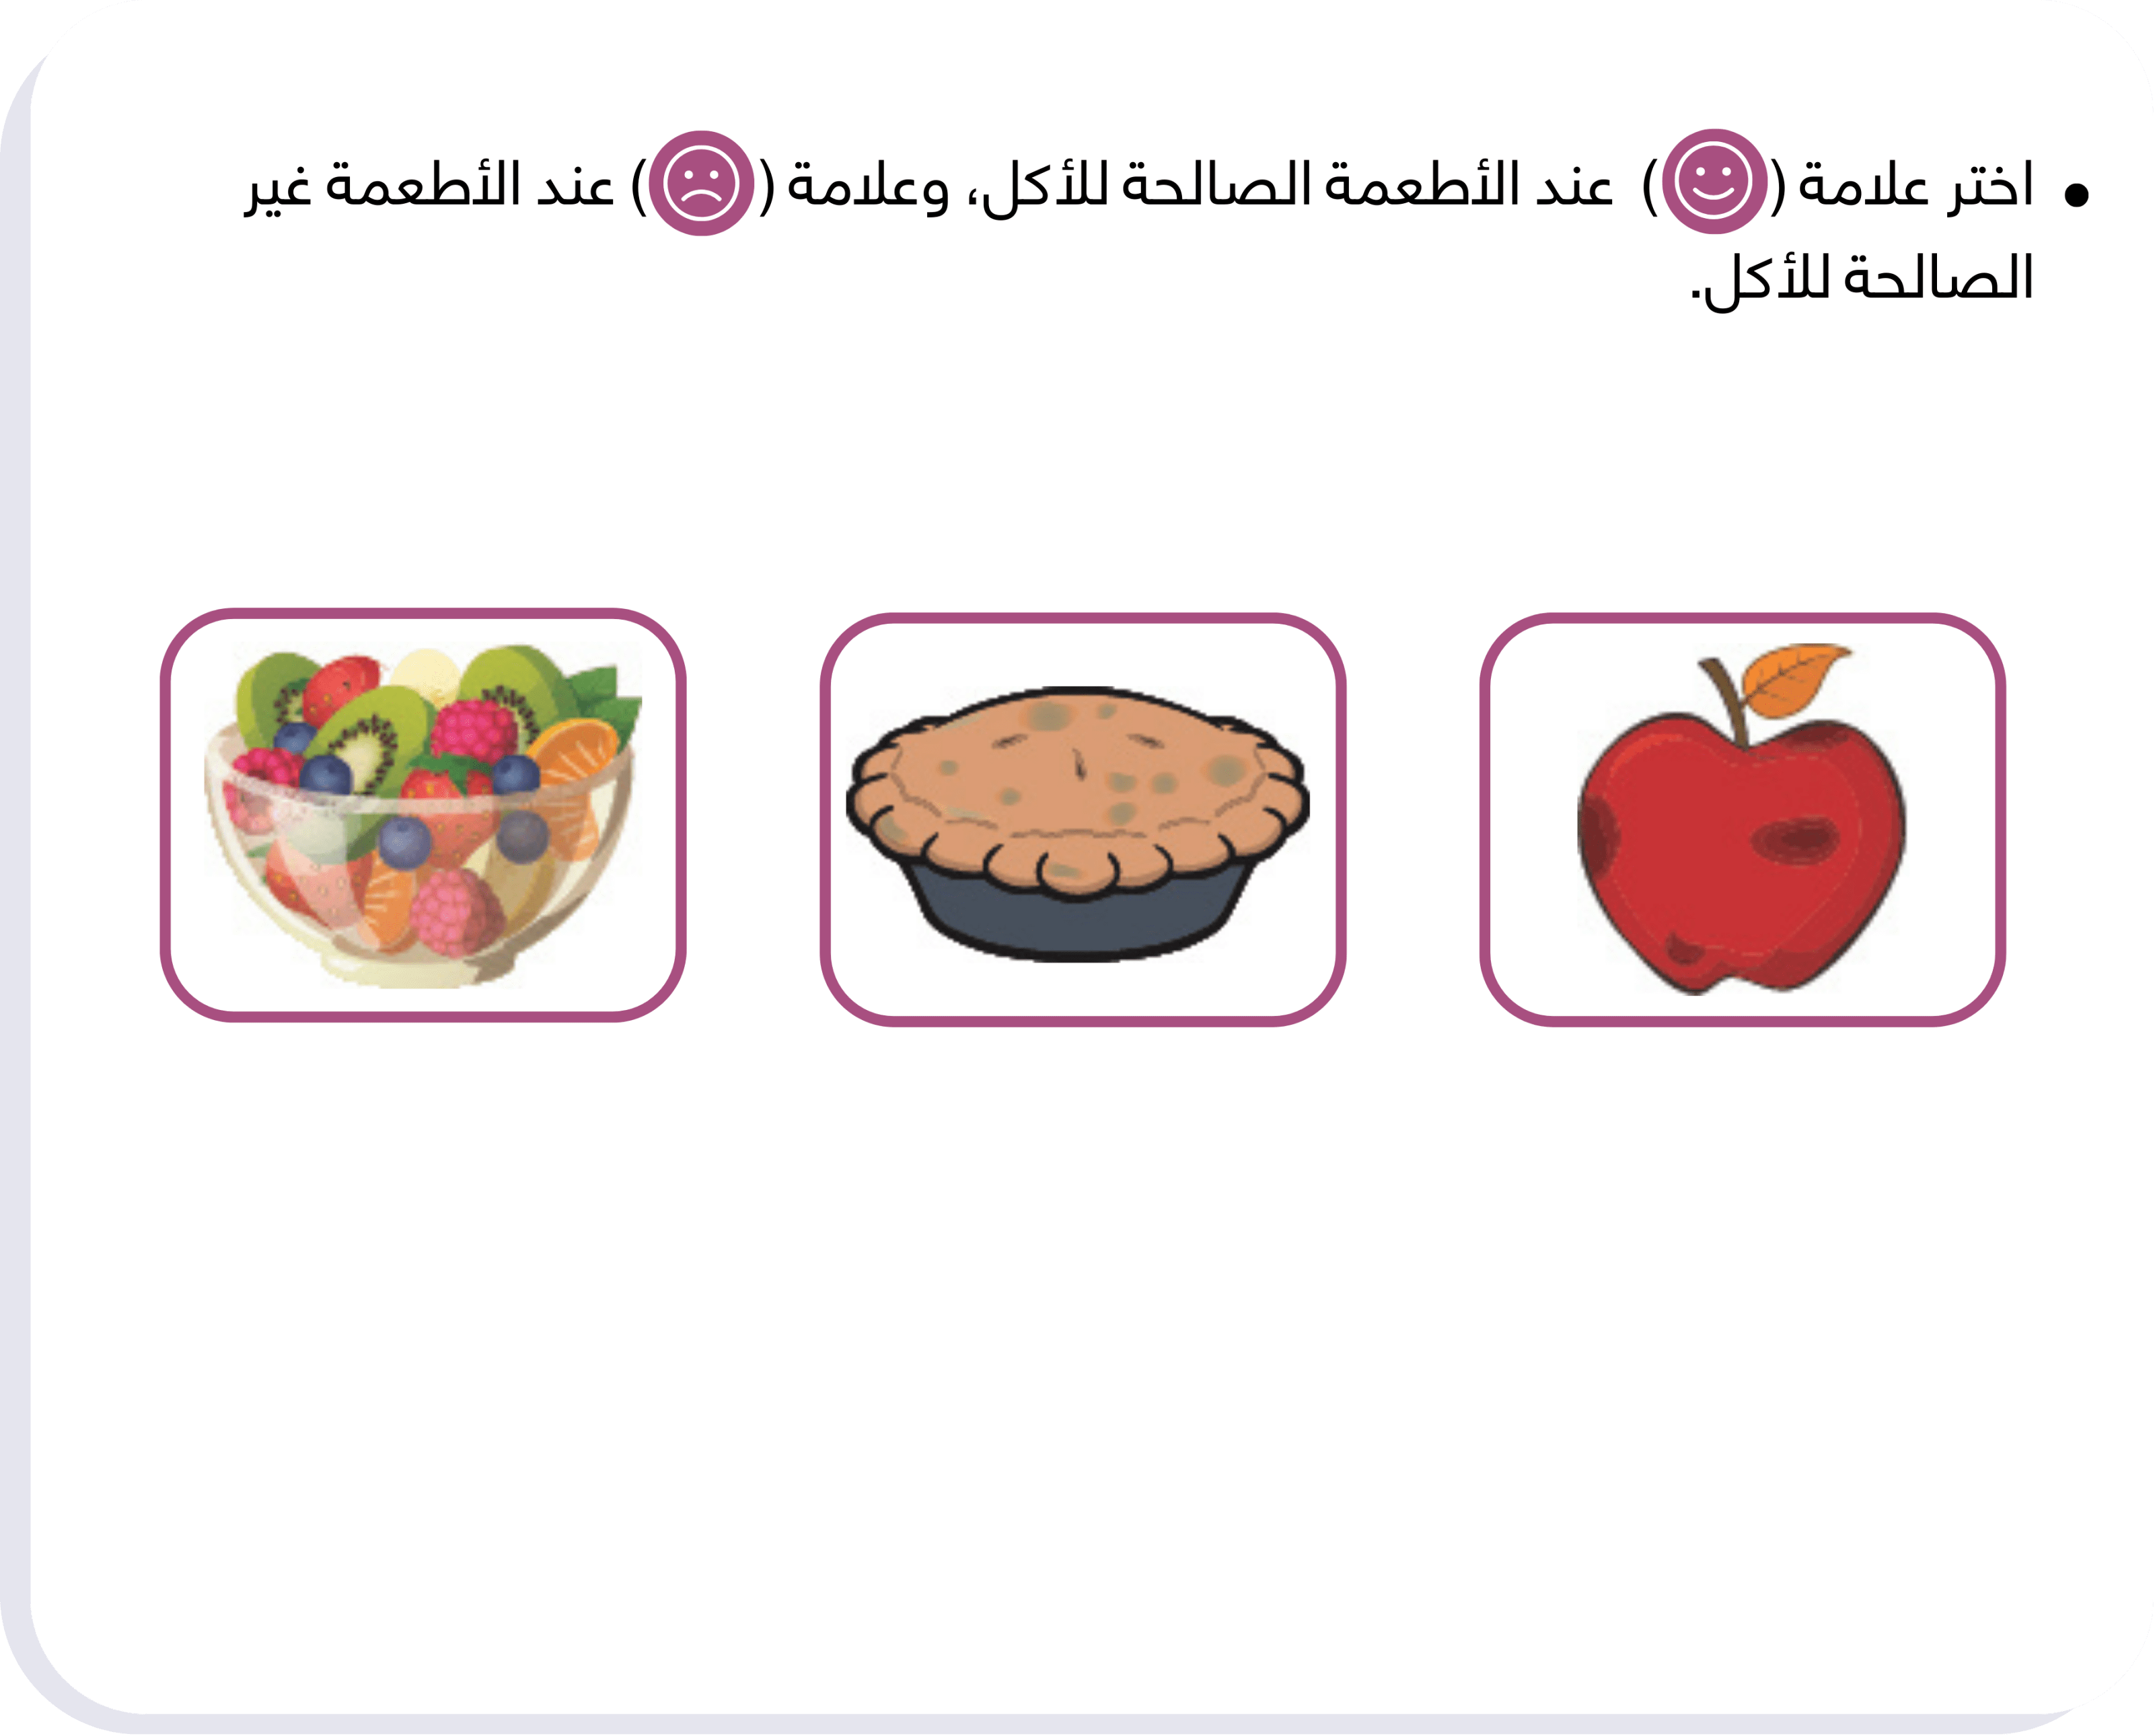 • اختر علامة () عند الأطعمة الصالحة للأكل، وعلامة () عند الأطعمة غير
الصالحة للأكل.